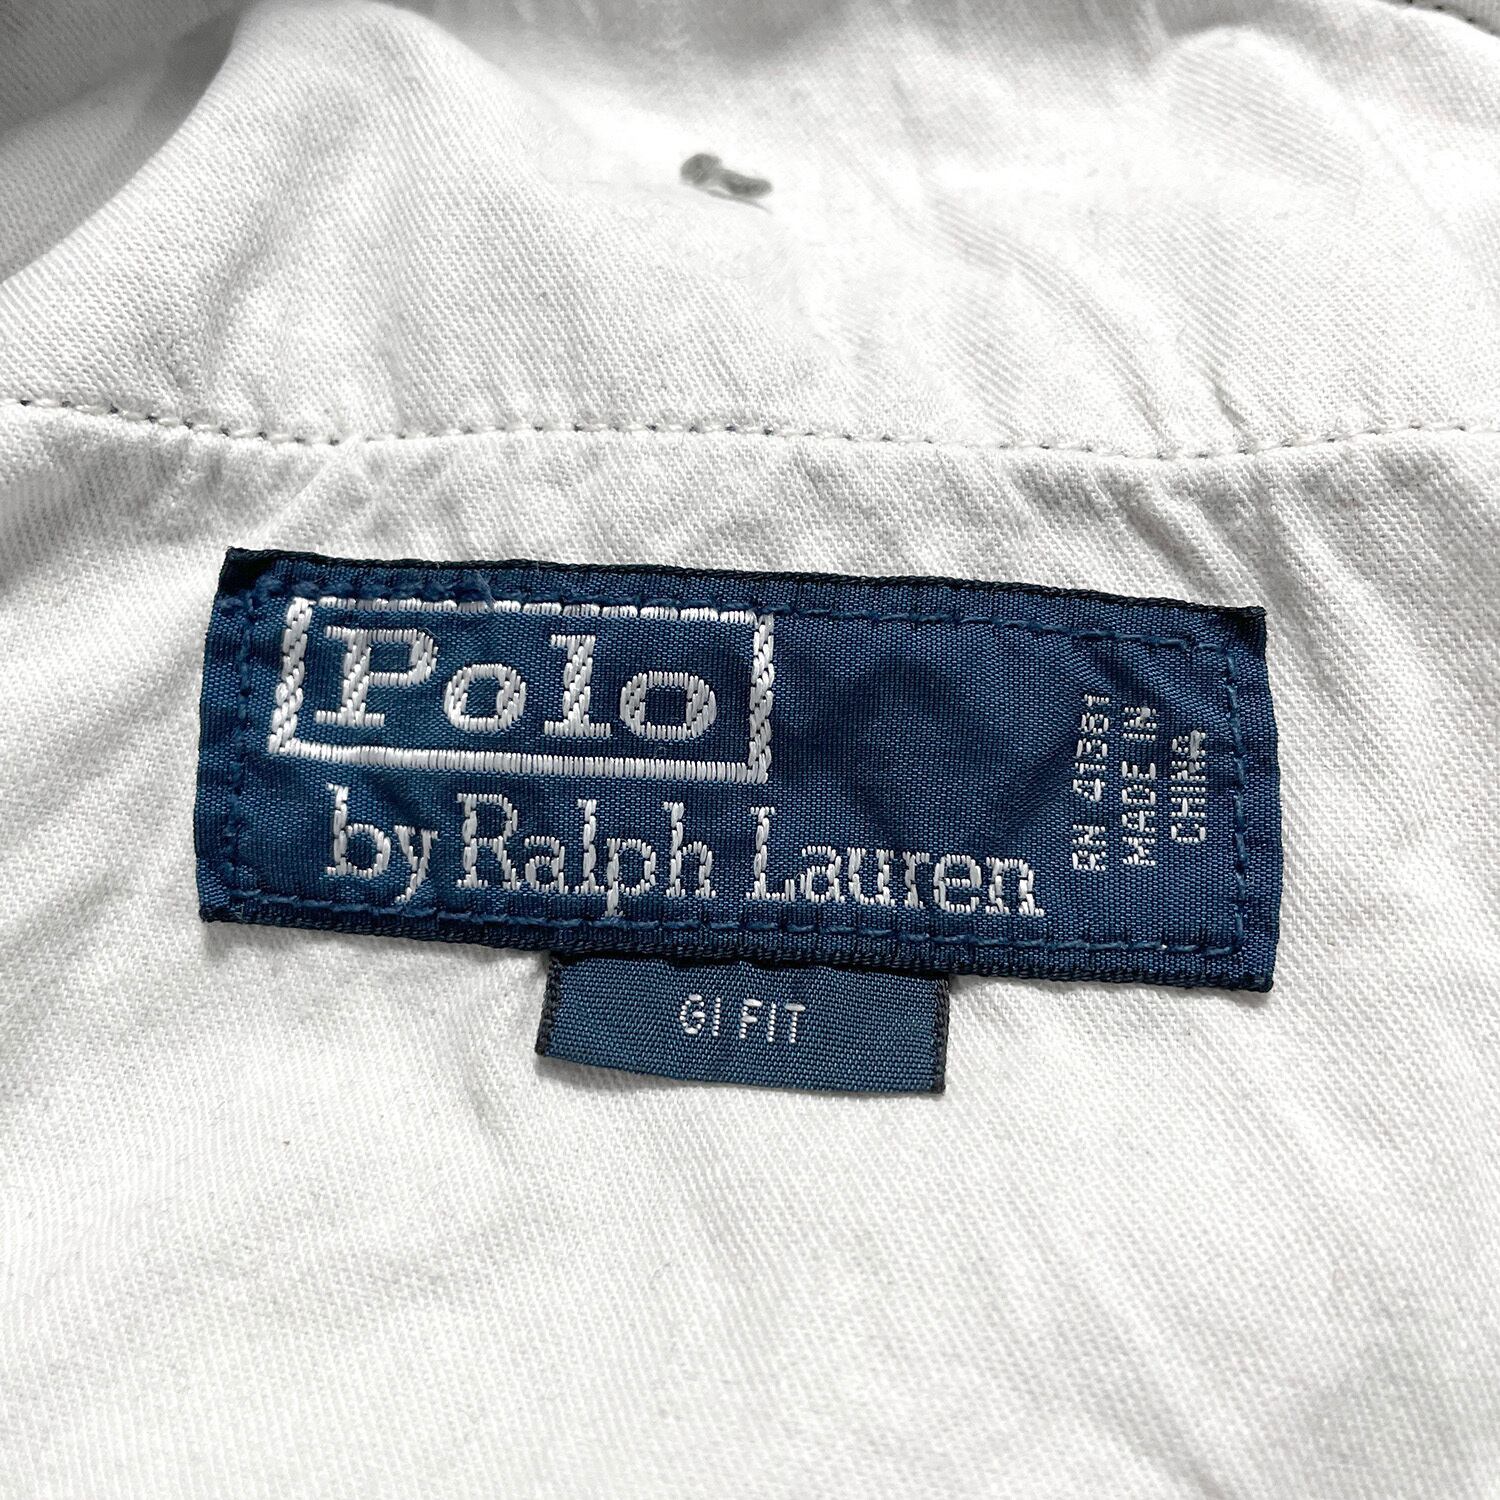 Polo
by Ralph Lauren
RN 41381
MADE IN
CHINA
GI FIT